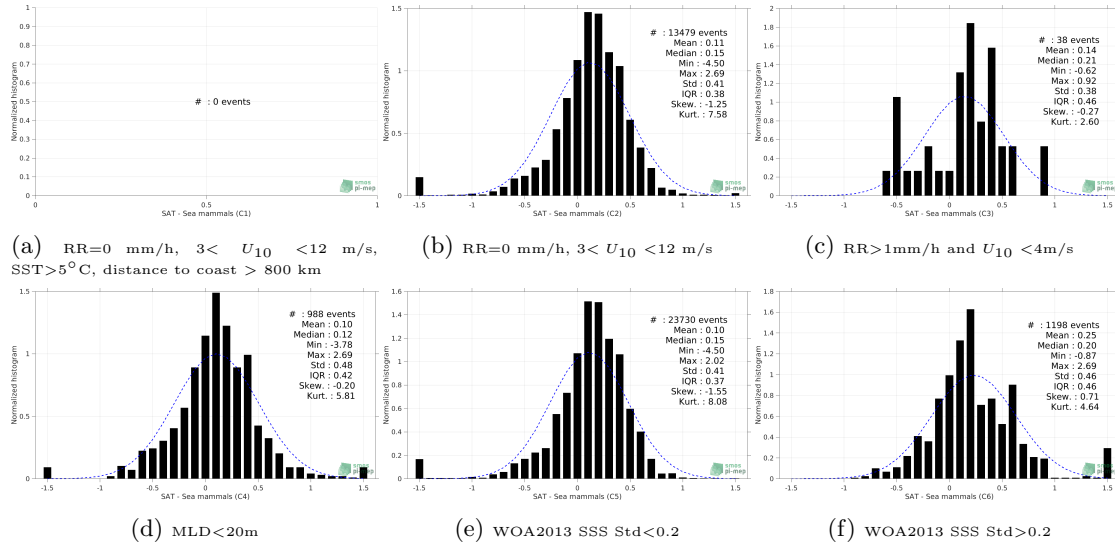 1
0.9
0.8
0.7
0.6
0.5
0.4
0.3
0.2
0.1
0
Normalized histogram
# : 0 events
smos
pi-mep
0 0.5 1
SAT - Sea mammals (C1)
(a) RR=0 mm/h, 3< U10 <12 m/s,
SST>5°C, distance to coast > 800 km
1.5
1
0.5
0
Normalized histogram
# : 13479 events
Mean : 0.11
Median : 0.15
Min : -4.50
Max : 2.69
Std : 0.41
IQR : 0.38
Skew. : -1.25
Kurt. : 7.58
smos
pi-mep
-1.5 -1 -0.5 0 0.5 1 1.5
SAT - Sea mammals (C2)
(b) RR=0 mm/h, 3< U10 <12 m/s
2
1.8
1.6
1.4
1.2
1
0.8
0.6
0.4
0.2
0
Normalized histogram
# : 38 events
Mean : 0.14
Median : 0.21
Min : -0.62
Max : 0.92
Std : 0.38
IQR : 0.46
Skew. : -0.27
Kurt. : 2.60
smos
pi-mep
-1.5 -1 -0.5 0 0.5 1 1.5
SAT - Sea mammals (C3)
(c) RR>1mm/h and U10 <4m/s
1.5
1
0.5
0
Normalized histogram
# : 988 events
Mean : 0.10
Median : 0.12
Min : -3.78
Max : 2.69
Std : 0.48
IQR : 0.42
Skew. : -0.20
Kurt. : 5.81
smos
pi-mep
-1.5 -1 -0.5 0 0.5 1 1.5
SAT - Sea mammals (C4)
(d) MLD<20m
1.6
1.4
1.2
1
0.8
0.6
0.4
0.2
0
Normalized histogram
# : 23730 events
Mean : 0.10
Median : 0.15
Min : -4.50
Max : 2.02
Std : 0.41
IQR : 0.37
Skew. : -1.55
Kurt. : 8.08
smos
pi-mep
-1.5 -1 -0.5 0 0.5 1 1.5
SAT - Sea mammals (C5)
(e) WOA2013 SSS Std<0.2
1.8
1.6
1.4
1.2
1
0.8
0.6
0.4
0.2
0
Normalized histogram
# : 1198 events
Mean : 0.25
Median : 0.20
Min : -0.87
Max : 2.69
Std : 0.46
IQR : 0.46
Skew. : 0.71
Kurt. : 4.64
smos
pi-mep
-1.5 -1 -0.5 0 0.5 1 1.5
SAT - Sea mammals (C6)
(f) WOA2013 SSS Std>0.2